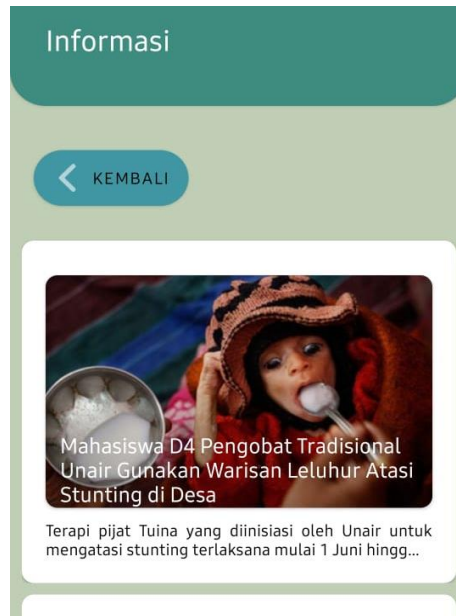 Informasi
KEMBALI
Mahasiswa D4 Pengobat Tradisional
Unair Gunakan Warisan Leluhur Atasi
Stunting di Desa
Terapi pijat Tuina yang diinisiasi oleh Unair untuk
mengatasi stunting terlaksana mulai 1 Juni hingg...